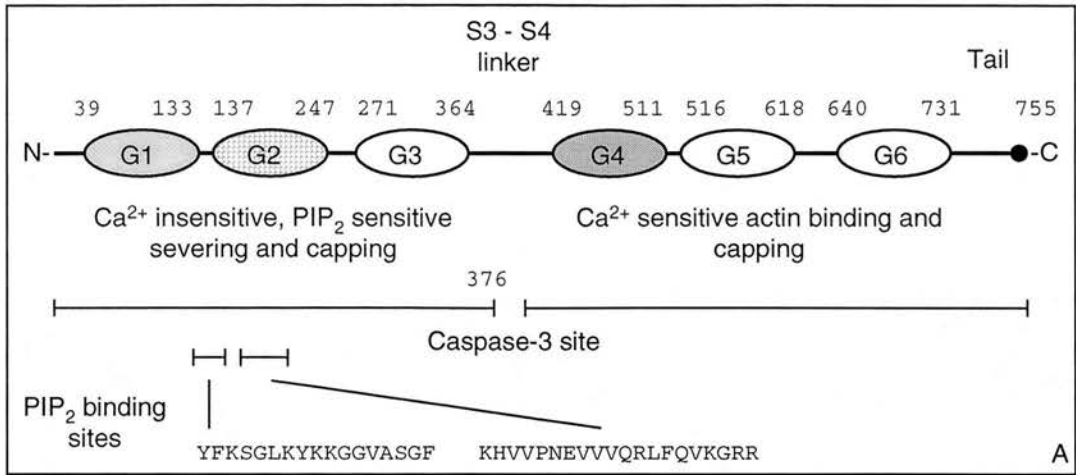 S3 - S4
linker
Tail
39 133 137 247 271 364 419 511 516 618 640 731 755
N- G1 G2 G3 G4 G5 G6 -C
Ca²⁺ insensitive, PIP₂ sensitive
severing and capping
Ca²⁺ sensitive actin binding and
capping
376
Caspase-3 site
PIP₂ binding
sites
YFKSGLKYKKGGVASGF KHVVPNEVVVQRLFQVKGRR
A